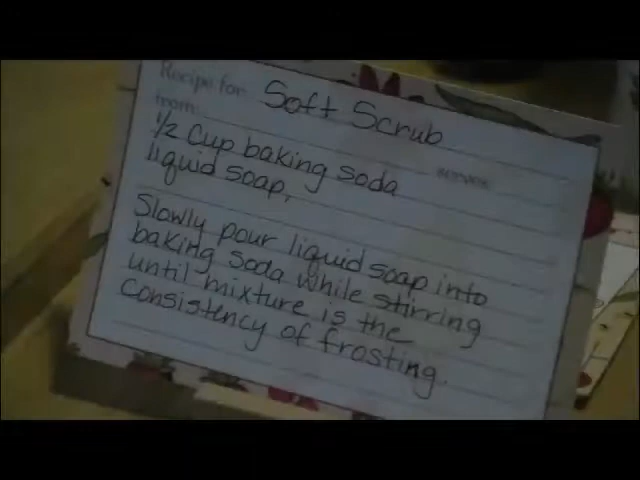 Recipe for: Soft Scrub
from: serves:
1/2 cup baking soda
liquid soap,
Slowly pour liquid soap into
baking soda while stirring
until mixture is the
consistency of frosting.